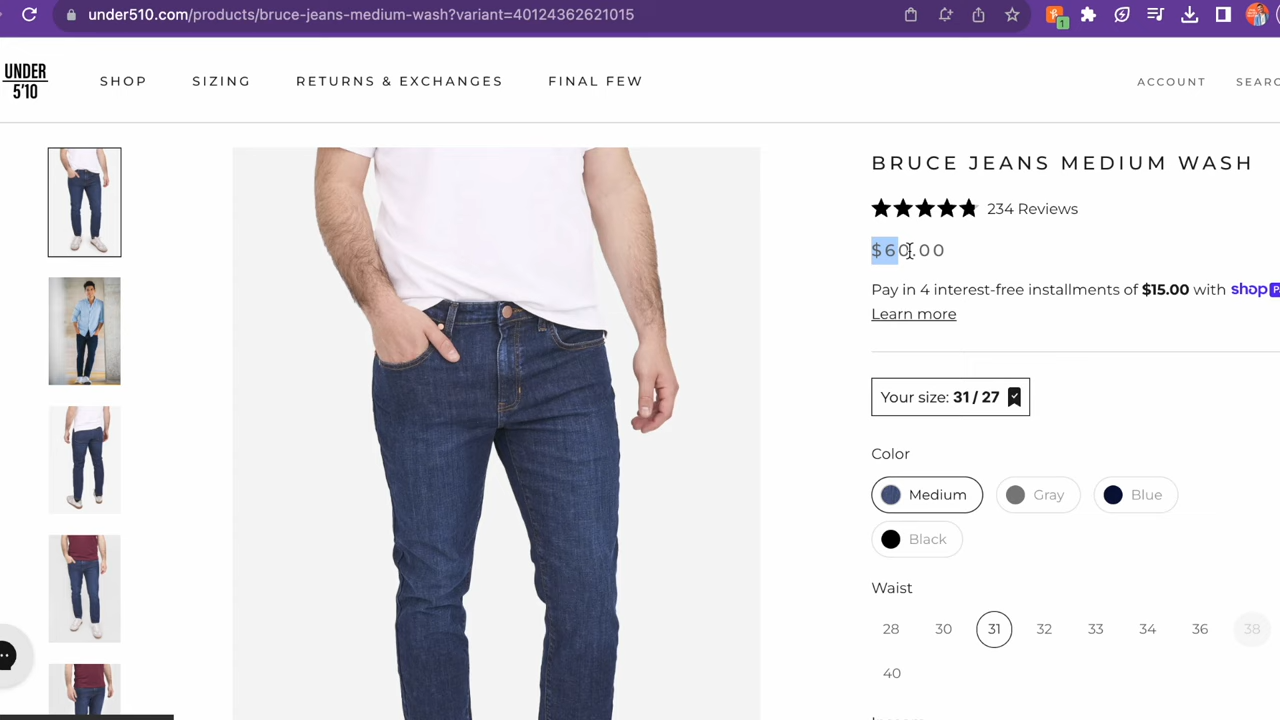 under510.com/products/bruce-jeans-medium-wash?variant=40124362621015
1
UNDER
5'10
SHOP
SIZING
RETURNS & EXCHANGES
FINAL FEW
ACCOUNT
SEARC
BRUCE JEANS MEDIUM WASH
234 Reviews
$60.00
Pay in 4 interest-free installments of $15.00 with shop P
Learn more
Your size: 31 / 27
Color
Medium
Gray
Blue
Black
Waist
28 30 31 32 33 34 36 38
40